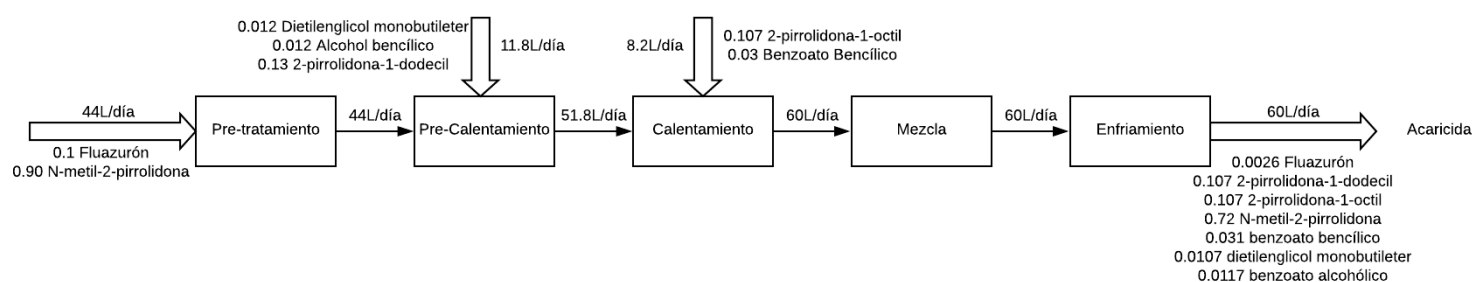 0.012 Dietilenglicol monobutileter
0.012 Alcohol bencílico
0.13 2-pirrolidona-1-dodecil
11.8L/día
8.2L/día
0.107 2-pirrolidona-1-octil
0.03 Benzoato Bencílico
44L/día
Pre-tratamiento
44L/día
Pre-Calentamiento
51.8L/día
Calentamiento
60L/día
Mezcla
60L/día
Enfriamiento
60L/día
Acaricida
0.1 Fluazurón
0.90 N-metil-2-pirrolidona
0.0026 Fluazurón
0.107 2-pirrolidona-1-dodecil
0.107 2-pirrolidona-1-octil
0.72 N-metil-2-pirrolidona
0.031 benzoato bencílico
0.0107 dietilenglicol monobutileter
0.0117 benzoato alcohólico